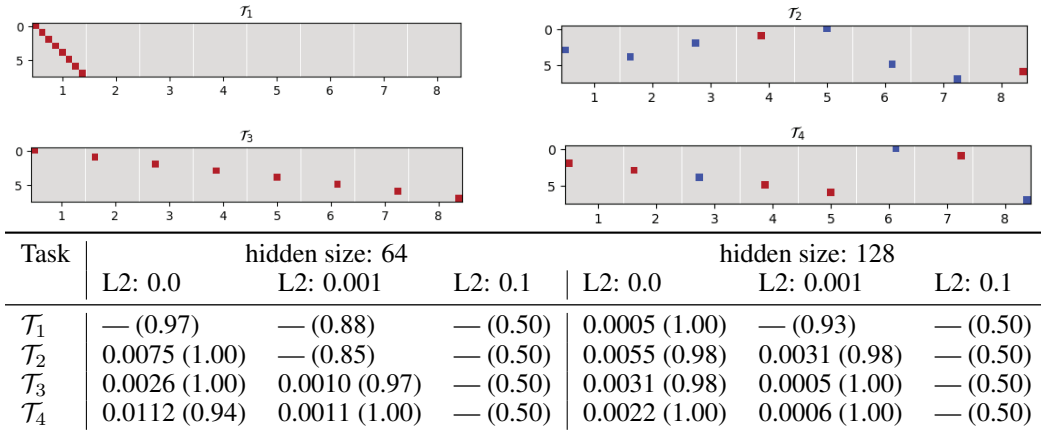 𝒯₁
0
5
1 2 3 4 5 6 7 8
𝒯₂
0
5
1 2 3 4 5 6 7 8
𝒯₃
0
5
1 2 3 4 5 6 7 8
𝒯₄
0
5
1 2 3 4 5 6 7 8
Task hidden size: 64 hidden size: 128
L2: 0.0 L2: 0.001 L2: 0.1 L2: 0.0 L2: 0.001 L2: 0.1
𝒯₁ — (0.97) — (0.88) — (0.50) 0.0005 (1.00) — (0.93) — (0.50)
𝒯₂ 0.0075 (1.00) — (0.85) — (0.50) 0.0055 (0.98) 0.0031 (0.98) — (0.50)
𝒯₃ 0.0026 (1.00) 0.0010 (0.97) — (0.50) 0.0031 (0.98) 0.0005 (1.00) — (0.50)
𝒯₄ 0.0112 (0.94) 0.0011 (1.00) — (0.50) 0.0022 (1.00) 0.0006 (1.00) — (0.50)